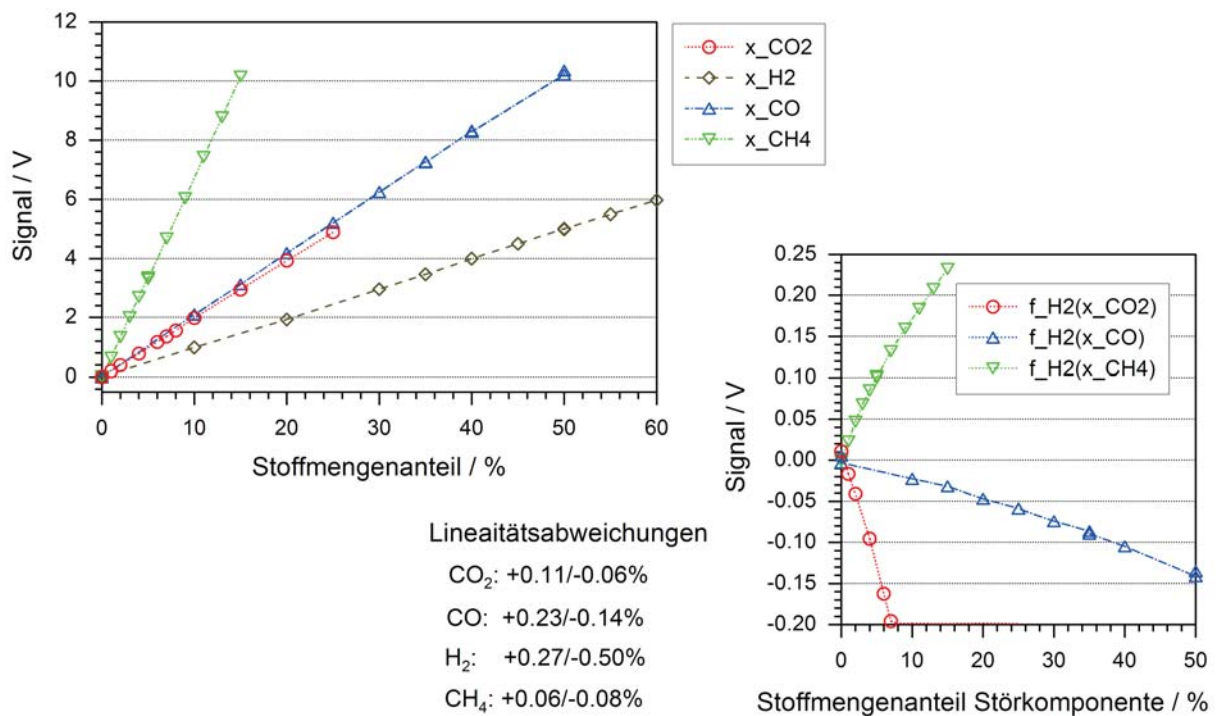 12
10
8
6
4
2
0
Signal / V
0 10 20 30 40 50 60
Stoffmengenanteil / %
x_CO2
x_H2
x_CO
x_CH4
Lineaitätsabweichungen
CO₂: +0.11/-0.06%
CO: +0.23/-0.14%
H₂: +0.27/-0.50%
CH₄: +0.06/-0.08%
0.25
0.20
0.15
0.10
0.05
0.00
-0.05
-0.10
-0.15
-0.20
Signal / V
f_H2(x_CO2)
f_H2(x_CO)
f_H2(x_CH4)
0 10 20 30 40 50
Stoffmengenanteil Störkomponente / %